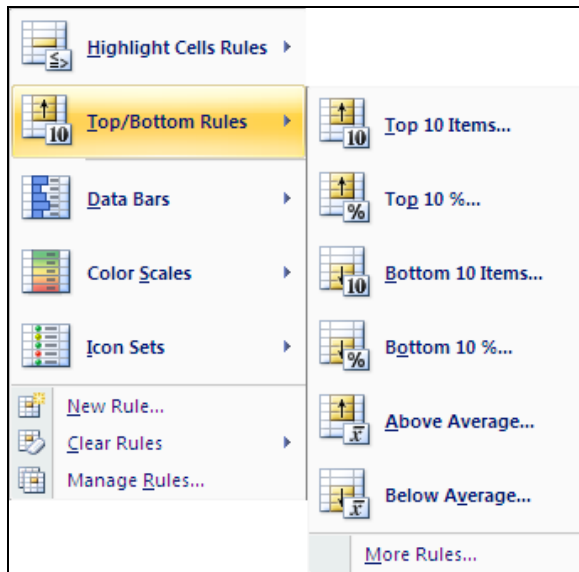 Highlight Cells Rules
Top/Bottom Rules
Data Bars
Color Scales
Icon Sets
New Rule...
Clear Rules
Manage Rules...
Top 10 Items...
Top 10 %...
Bottom 10 Items...
Bottom 10 %...
Above Average...
Below Average...
More Rules...